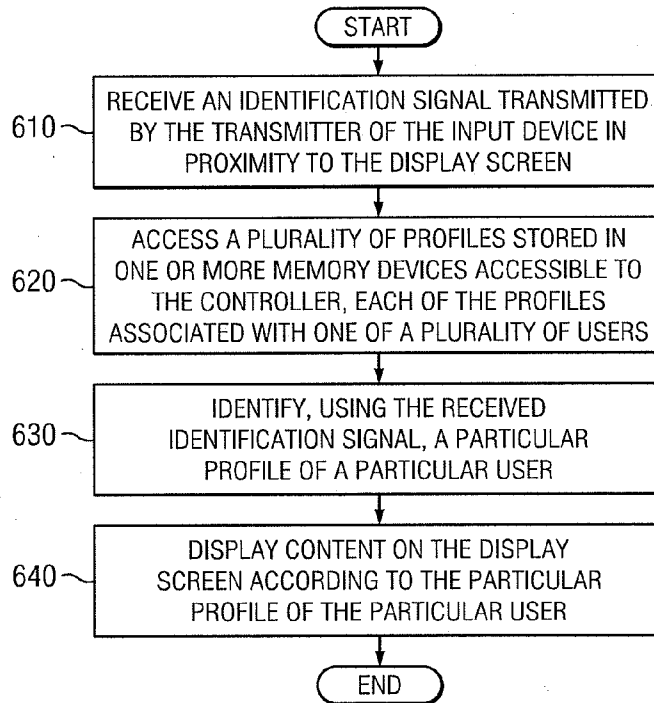 START
610
RECEIVE AN IDENTIFICATION SIGNAL TRANSMITTED
BY THE TRANSMITTER OF THE INPUT DEVICE IN
PROXIMITY TO THE DISPLAY SCREEN
620
ACCESS A PLURALITY OF PROFILES STORED IN
ONE OR MORE MEMORY DEVICES ACCESSIBLE TO
THE CONTROLLER, EACH OF THE PROFILES
ASSOCIATED WITH ONE OF A PLURALITY OF USERS
630
IDENTIFY, USING THE RECEIVED
IDENTIFICATION SIGNAL, A PARTICULAR
PROFILE OF A PARTICULAR USER
640
DISPLAY CONTENT ON THE DISPLAY
SCREEN ACCORDING TO THE PARTICULAR
PROFILE OF THE PARTICULAR USER
END